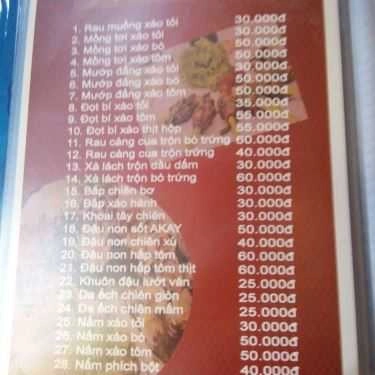 1. Rau muống xào tỏi 30.000đ
2. Mồng tơi xào tỏi 30.000đ
3. Mồng tơi xào bò 50.000đ
4. Mồng tơi xào tôm 50.000đ
5. Mướp đắng xào tỏi 30.000đ
6. Mướp đắng xào bò 50.000đ
7. Mướp đắng xào tôm 50.000đ
8. Đọt bí xào tỏi 35.000đ
9. Đọt bí xào tôm 55.000đ
10. Đọt bí xào thịt hộp 55.000đ
11. Rau càng cua trộn bò trứng 60.000đ
12. Rau càng cua trộn trứng 40.000đ
13. Xà lách trộn dầu dấm 30.000đ
14. Xà lách trộn bò trứng 60.000đ
15. Bắp chiên bơ 30.000đ
16. Bắp xào hành 30.000đ
17. Khoai tây chiên 30.000đ
18. Đậu non sốt AKAY 50.000đ
19. Đậu non chiên xù 40.000đ
20. Đậu non hấp tôm 60.000đ
21. Đậu non hấp tôm thịt 60.000đ
22. Khuôn đậu lướt ván 25.000đ
23. Da ếch chiên giòn 25.000đ
24. Da ếch chiên mắm 25.000đ
25. Nấm xào tỏi 30.000đ
26. Nấm xào bò 50.000đ
27. Nấm xào tôm 50.000đ
28. Nấm phích bột 40.000đ